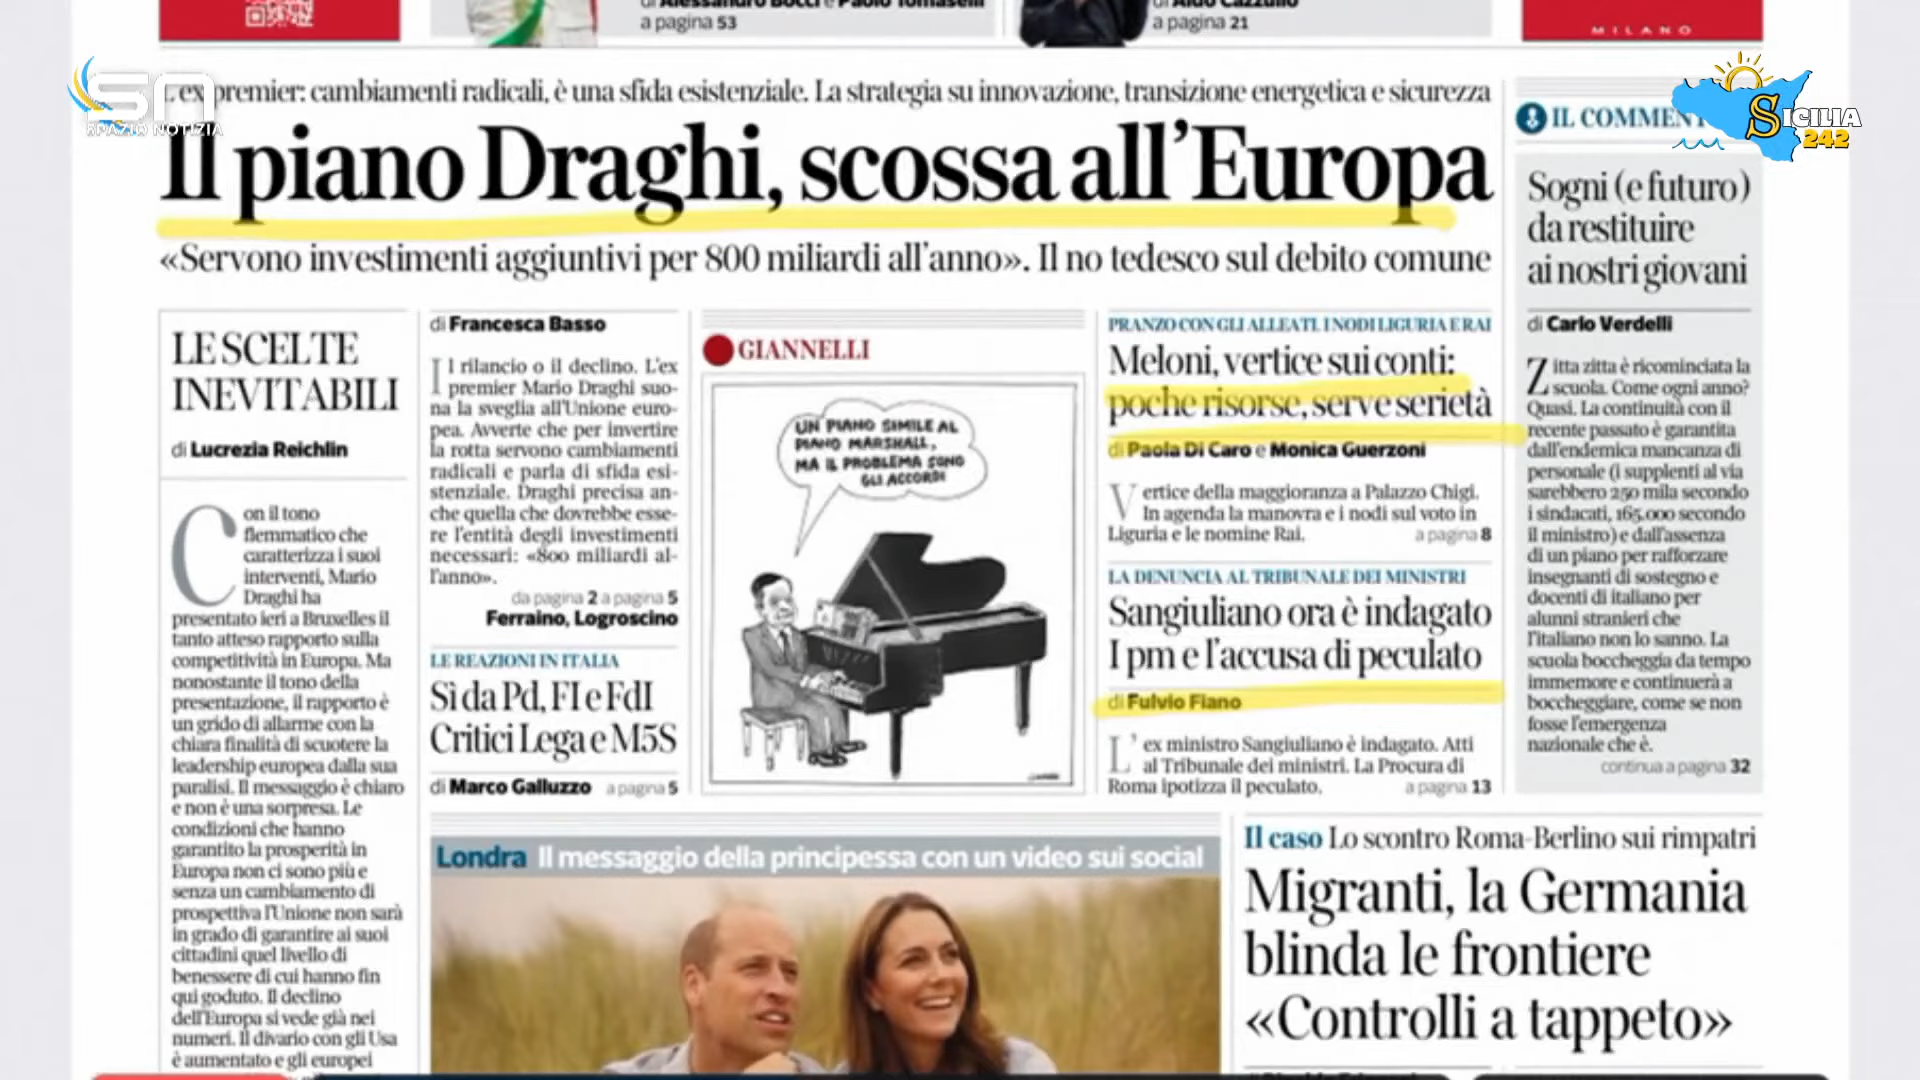 di Alessandro Bocci e Paolo Tomaselli
a pagina 53
di Aldo Cazzullo
a pagina 21
MILANO
SN
SPAZIO NOTIZIA
SICILIA
242
L'ex premier: cambiamenti radicali, è una sfida esistenziale. La strategia su innovazione, transizione energetica e sicurezza
Il piano Draghi, scossa all'Europa
«Servono investimenti aggiuntivi per 800 miliardi all'anno». Il no tedesco sul debito comune
LE SCELTE
INEVITABILI
di Lucrezia Reichlin
Con il tono
flemmatico che
caratterizza i suoi
interventi, Mario
Draghi ha
presentato ieri a Bruxelles il
tanto atteso rapporto sulla
competitività in Europa. Ma
nonostante il tono della
presentazione, il rapporto è
un grido di allarme con la
chiara finalità di scuotere la
leadership europea dalla sua
paralisi. Il messaggio è chiaro
e non è una sorpresa. Le
condizioni che hanno
garantito la prosperità in
Europa non ci sono più e
senza un cambiamento di
prospettiva l'Unione non sarà
in grado di garantire ai suoi
cittadini quel livello di
benessere di cui hanno fin
qui goduto. Il declino
dell'Europa si vede già nei
numeri. Il divario con gli Usa
è aumentato e gli europei
di Francesca Basso
Il rilancio o il declino. L'ex
premier Mario Draghi suo-
na la sveglia all'Unione euro-
pea. Avverte che per invertire
la rotta servono cambiamenti
radicali e parla di sfida esi-
stenziale. Draghi precisa an-
che quella che dovrebbe esse-
re l'entità degli investimenti
necessari: «800 miliardi al-
l'anno».
da pagina 2 a pagina 5
Ferraino, Logroscino
LE REAZIONI IN ITALIA
Sì da Pd, FI e FdI
Critici Lega e M5S
di Marco Galluzzo a pagina 5
GIANNELLI
UN PIANO SIMILE AL
PIANO MARSHALL,
MA IL PROBLEMA SONO
GLI ACCORDI
PRANZO CON GLI ALLEATI. I NODI LIGURIA E RAI
Meloni, vertice sui conti:
poche risorse, serve serietà
di Paola Di Caro e Monica Guerzoni
Vertice della maggioranza a Palazzo Chigi.
In agenda la manovra e i nodi sul voto in
Liguria e le nomine Rai. a pagina 8
LA DENUNCIA AL TRIBUNALE DEI MINISTRI
Sangiuliano ora è indagato
I pm e l'accusa di peculato
di Fulvio Fiano
L'ex ministro Sangiuliano è indagato. Atti
al Tribunale dei ministri. La Procura di
Roma ipotizza il peculato. a pagina 13
IL COMMENT
Sogni (e futuro)
da restituire
ai nostri giovani
di Carlo Verdelli
Zitta zitta è ricominciata la
scuola. Come ogni anno?
Quasi. La continuità con il
recente passato è garantita
dall'endemica mancanza di
personale (i supplenti al via
sarebbero 250 mila secondo
i sindacati, 165.000 secondo
il ministro) e dall'assenza
di un piano per rafforzare
insegnanti di sostegno e
docenti di italiano per
alunni stranieri che
l'italiano non lo sanno. La
scuola boccheggia da tempo
immemore e continuerà a
boccheggiare, come se non
fosse l'emergenza
nazionale che è.
continua a pagina 32
Londra Il messaggio della principessa con un video sui social
Il caso Lo scontro Roma-Berlino sui rimpatri
Migranti, la Germania
blinda le frontiere
«Controlli a tappeto»